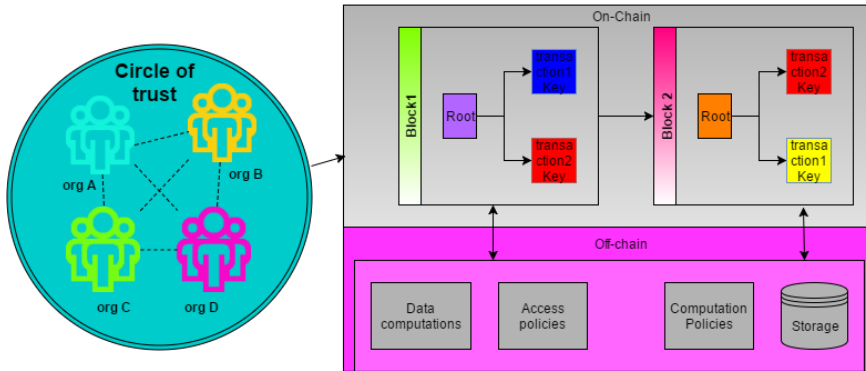 Circle of
trust
org A
org B
org C
org D
On-Chain
Block1
Root
transa
ction1
Key
transa
ction2
Key
Block 2
Root
transa
ction2
Key
transa
ction1
Key
Off-chain
Data
computations
Access
policies
Computation
Policies
Storage